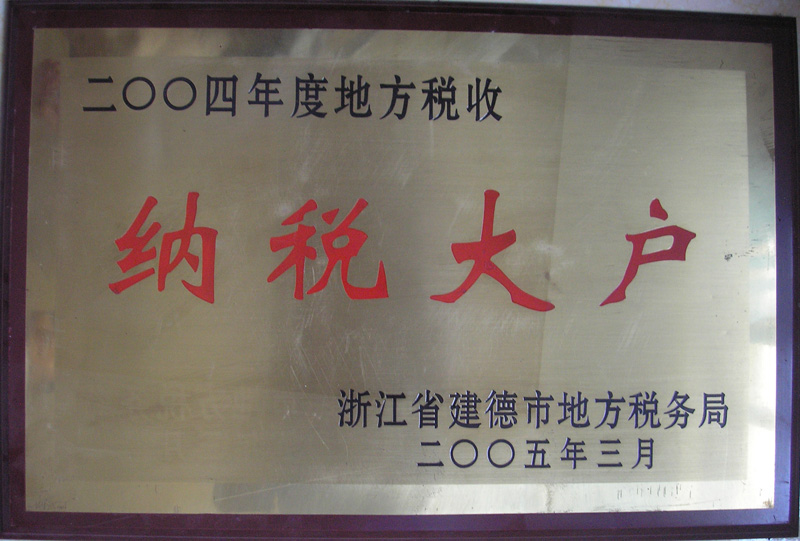 二〇〇四年度地方税收
纳税大户
浙江省建德市地方税务局
二〇〇五年三月